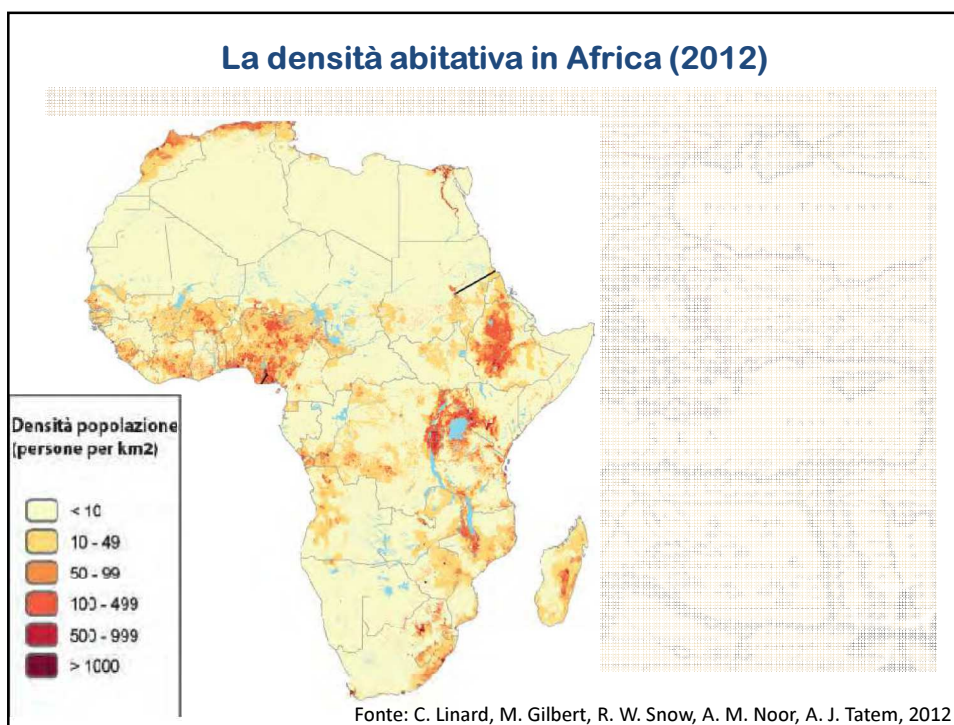 La densità abitativa in Africa (2012)
Densità popolazione
(persone per km2)
< 10
10 - 49
50 - 99
100 - 499
500 - 999
> 1000
Fonte: C. Linard, M. Gilbert, R. W. Snow, A. M. Noor, A. J. Tatem, 2012